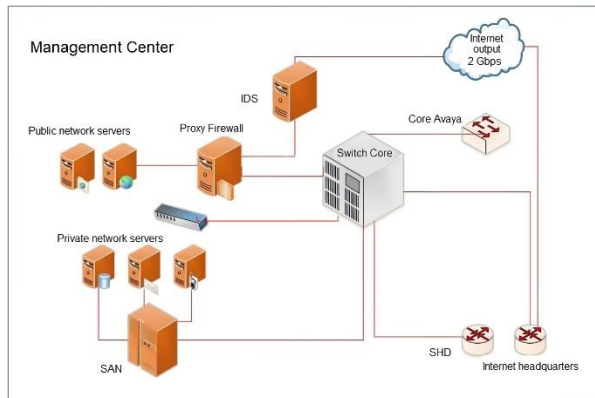 Management Center
Internet
output
2 Gbps
IDS
Core Avaya
Public network servers
Proxy Firewall
Switch Core
Private network servers
SAN
SHD
Internet headquarters